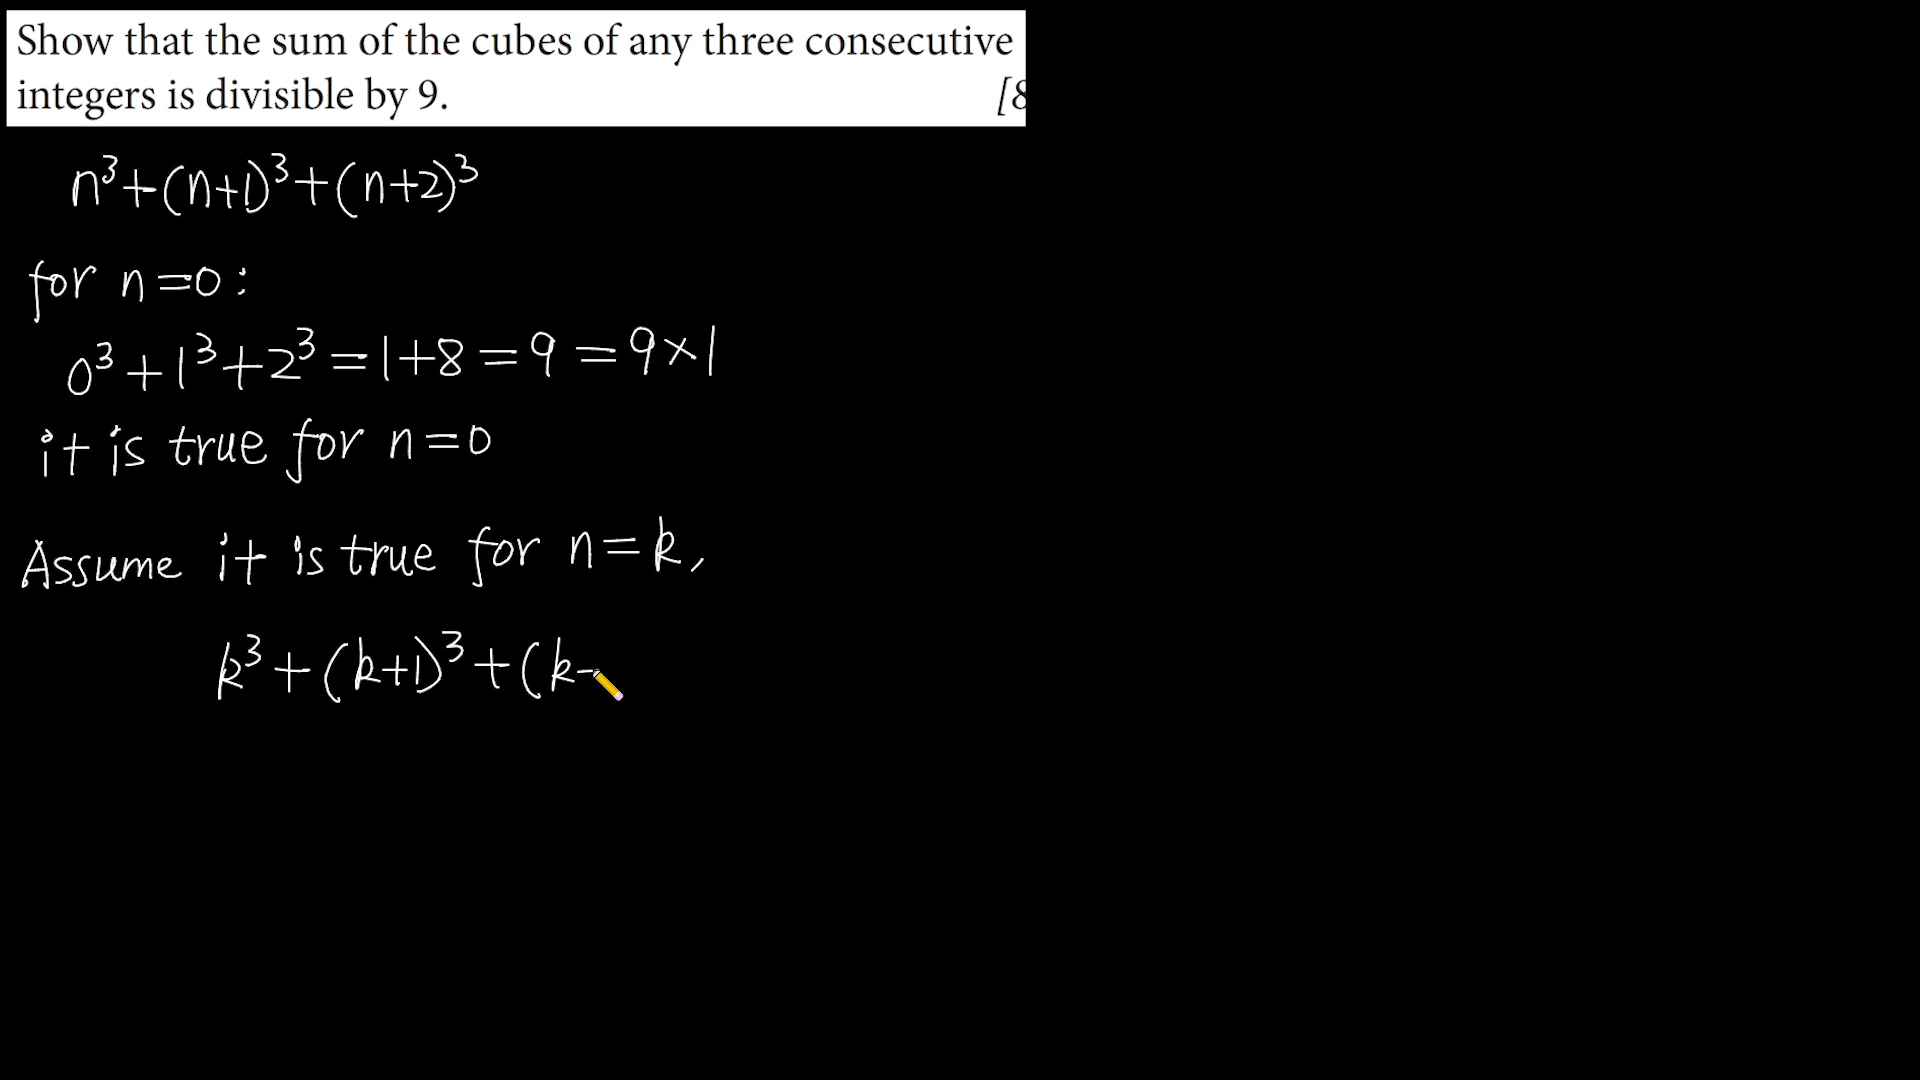 Show that the sum of the cubes of any three consecutive
integers is divisible by 9. [8
n³+(n+1)³+(n+2)³
for n=0:
0³+1³+2³=1+8=9=9×1
it is true for n=0
Assume it is true for n=k,
k³+(k+1)³+(k-